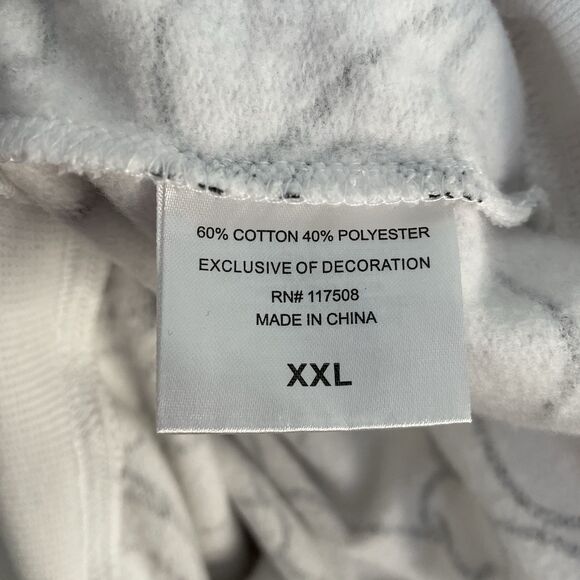 60% COTTON 40% POLYESTER
EXCLUSIVE OF DECORATION
RN# 117508
MADE IN CHINA
XXL